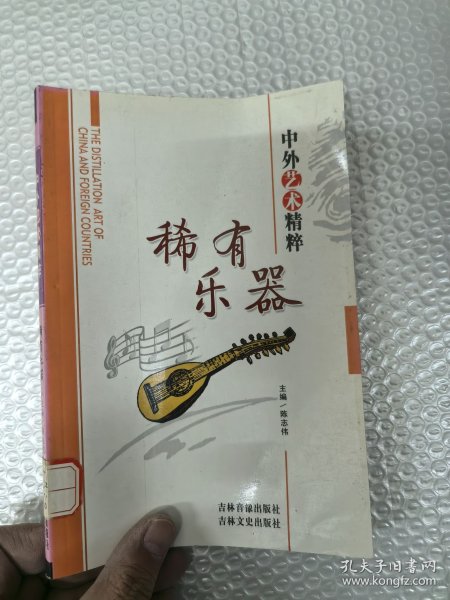 THE DISTILLATION ART OF
CHINA AND FOREIGN COUNTRIES
中外艺术精粹
稀有
乐器
主编/陈志伟
吉林音像出版社
吉林文史出版社
孔夫子旧书网
www.kongfz.com